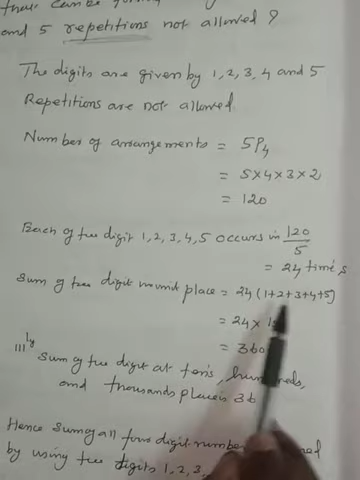 and 5 repetitions not allowed ?
The digits are given by 1, 2, 3, 4 and 5
Repetitions are not allowed
Number of arrangements = 5P4
= 5×4×3×2
= 120
Each of the digit 1, 2, 3, 4, 5 occurs in 120/5
= 24 times
Sum of the digit in unit place = 24 (1+2+3+4+5)
= 24 ×
= 360
|||ly
Sum of the digit at ten's, hundreds,
and thousands place is 36
Hence sum of all four digit number
by using the digits 1, 2, 3,